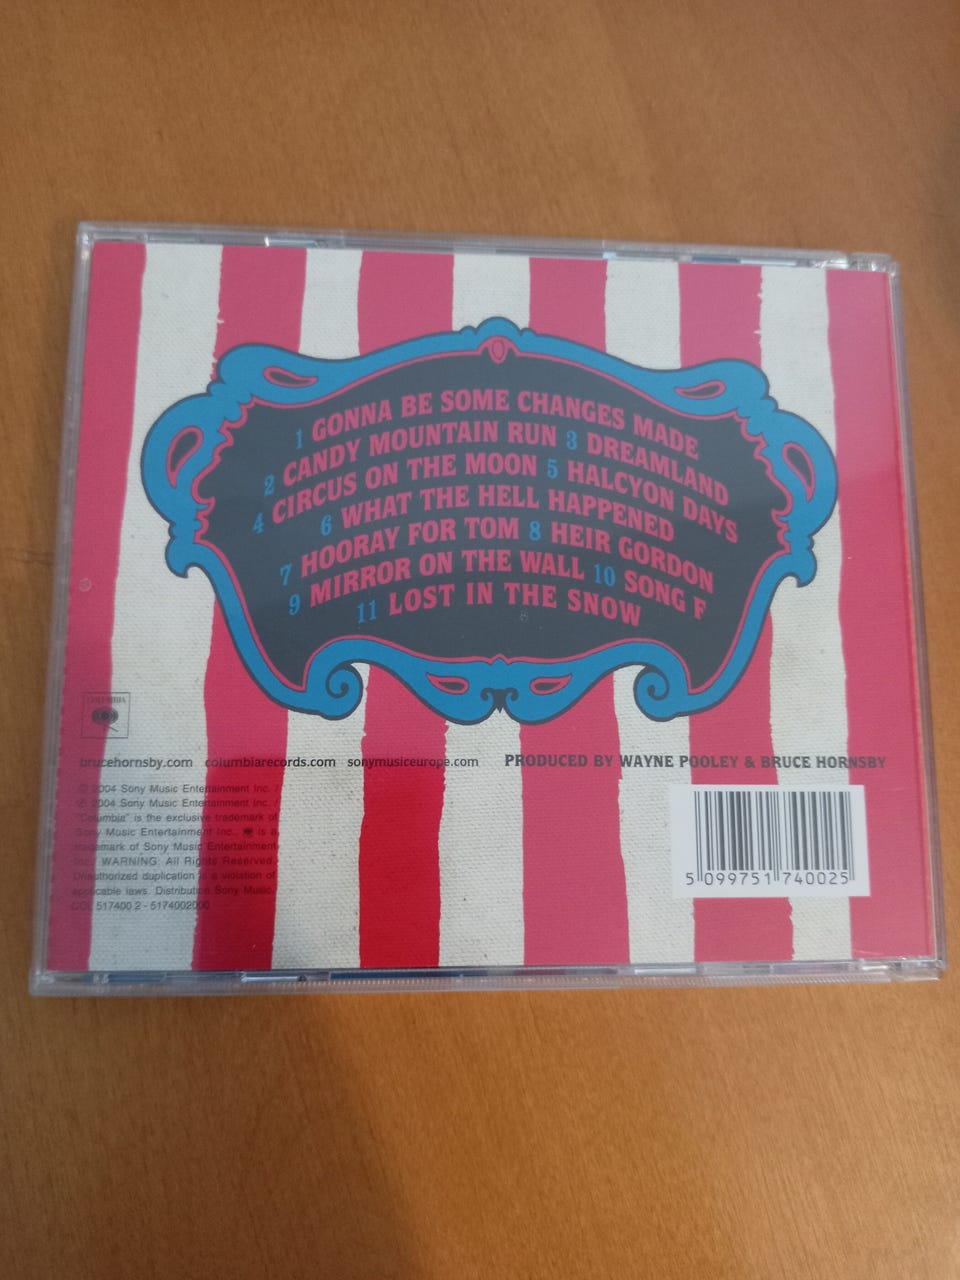 1 GONNA BE SOME CHANGES MADE
2 CANDY MOUNTAIN RUN 3 DREAMLAND
4 CIRCUS ON THE MOON 5 HALCYON DAYS
6 WHAT THE HELL HAPPENED
7 HOORAY FOR TOM 8 HEIR GORDON
9 MIRROR ON THE WALL 10 SONG F
11 LOST IN THE SNOW
COLUMBIA
brucehornsby.com columbiarecords.com sonymusiceurope.com PRODUCED BY WAYNE POOLEY & BRUCE HORNSBY
© 2004 Sony Music Entertainment Inc. /
℗ 2004 Sony Music Entertainment Inc. /
"Columbia" is the exclusive trademark of
Sony Music Entertainment Inc., is a
trademark of Sony Music Entertainment
Inc./ WARNING: All Rights Reserved.
Unauthorized duplication is a violation of
applicable laws. Distribution Sony Music.
COL 517400 2 - 5174002000
5 099751 740025